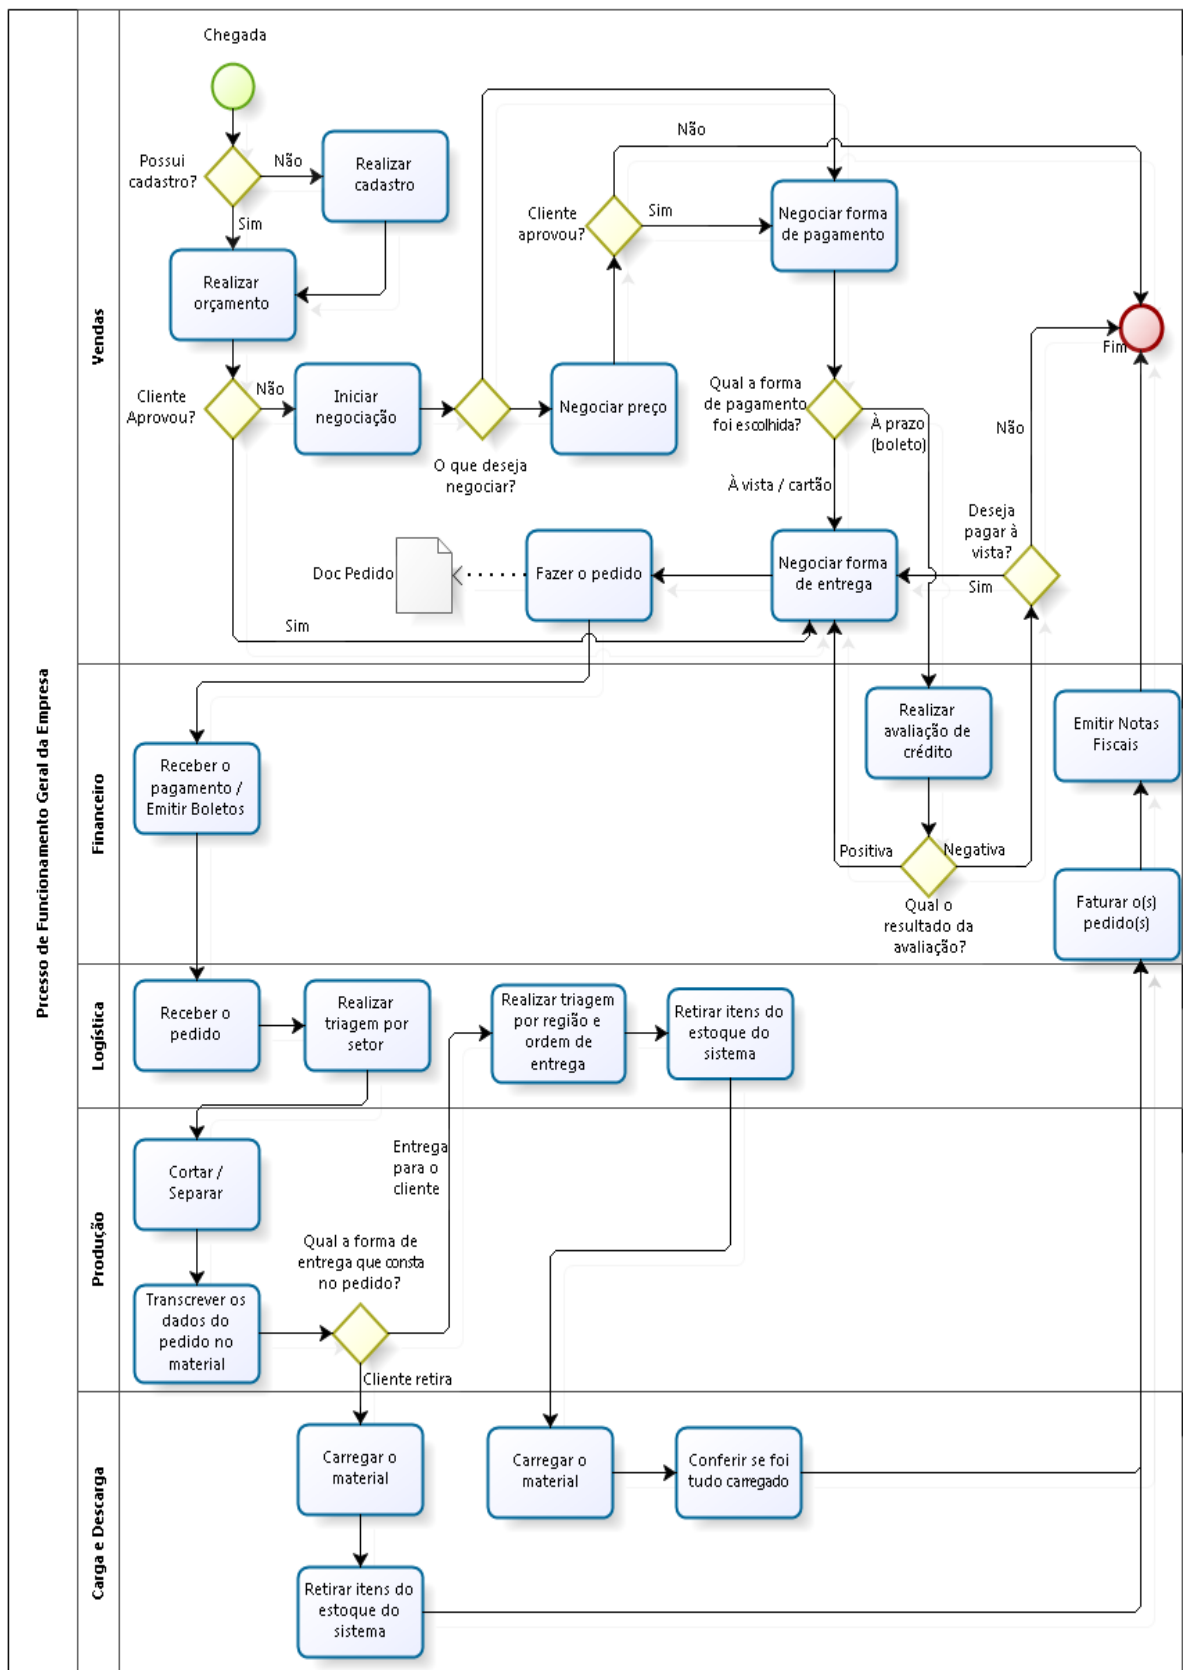 Prcesso de Funcionamento Geral da Empresa
Vendas
Chegada
Possui
cadastro?
Não
Realizar
cadastro
Sim
Realizar
orçamento
Cliente
Aprovou?
Não
Iniciar
negociação
O que deseja
negociar?
Negociar preço
Cliente
aprovou?
Não
Sim
Negociar forma
de pagamento
Qual a forma
de pagamento
foi escolhida?
À prazo
(boleto)
À vista / cartão
Fim
Não
Deseja
pagar à
vista?
Sim
Negociar forma
de entrega
Fazer o pedido
Doc Pedido
Sim
Financeiro
Receber o
pagamento /
Emitir Boletos
Realizar
avaliação de
crédito
Positiva
Negativa
Qual o
resultado da
avaliação?
Emitir Notas
Fiscais
Faturar o(s)
pedido(s)
Logística
Receber o
pedido
Realizar
triagem por
setor
Realizar triagem
por região e
ordem de
entrega
Retirar itens do
estoque do
sistema
Produção
Cortar /
Separar
Transcrever os
dados do
pedido no
material
Qual a forma de
entrega que consta
no pedido?
Entrega
para o
cliente
Cliente retira
Carga e Descarga
Carregar o
material
Retirar itens do
estoque do
sistema
Carregar o
material
Conferir se foi
tudo carregado